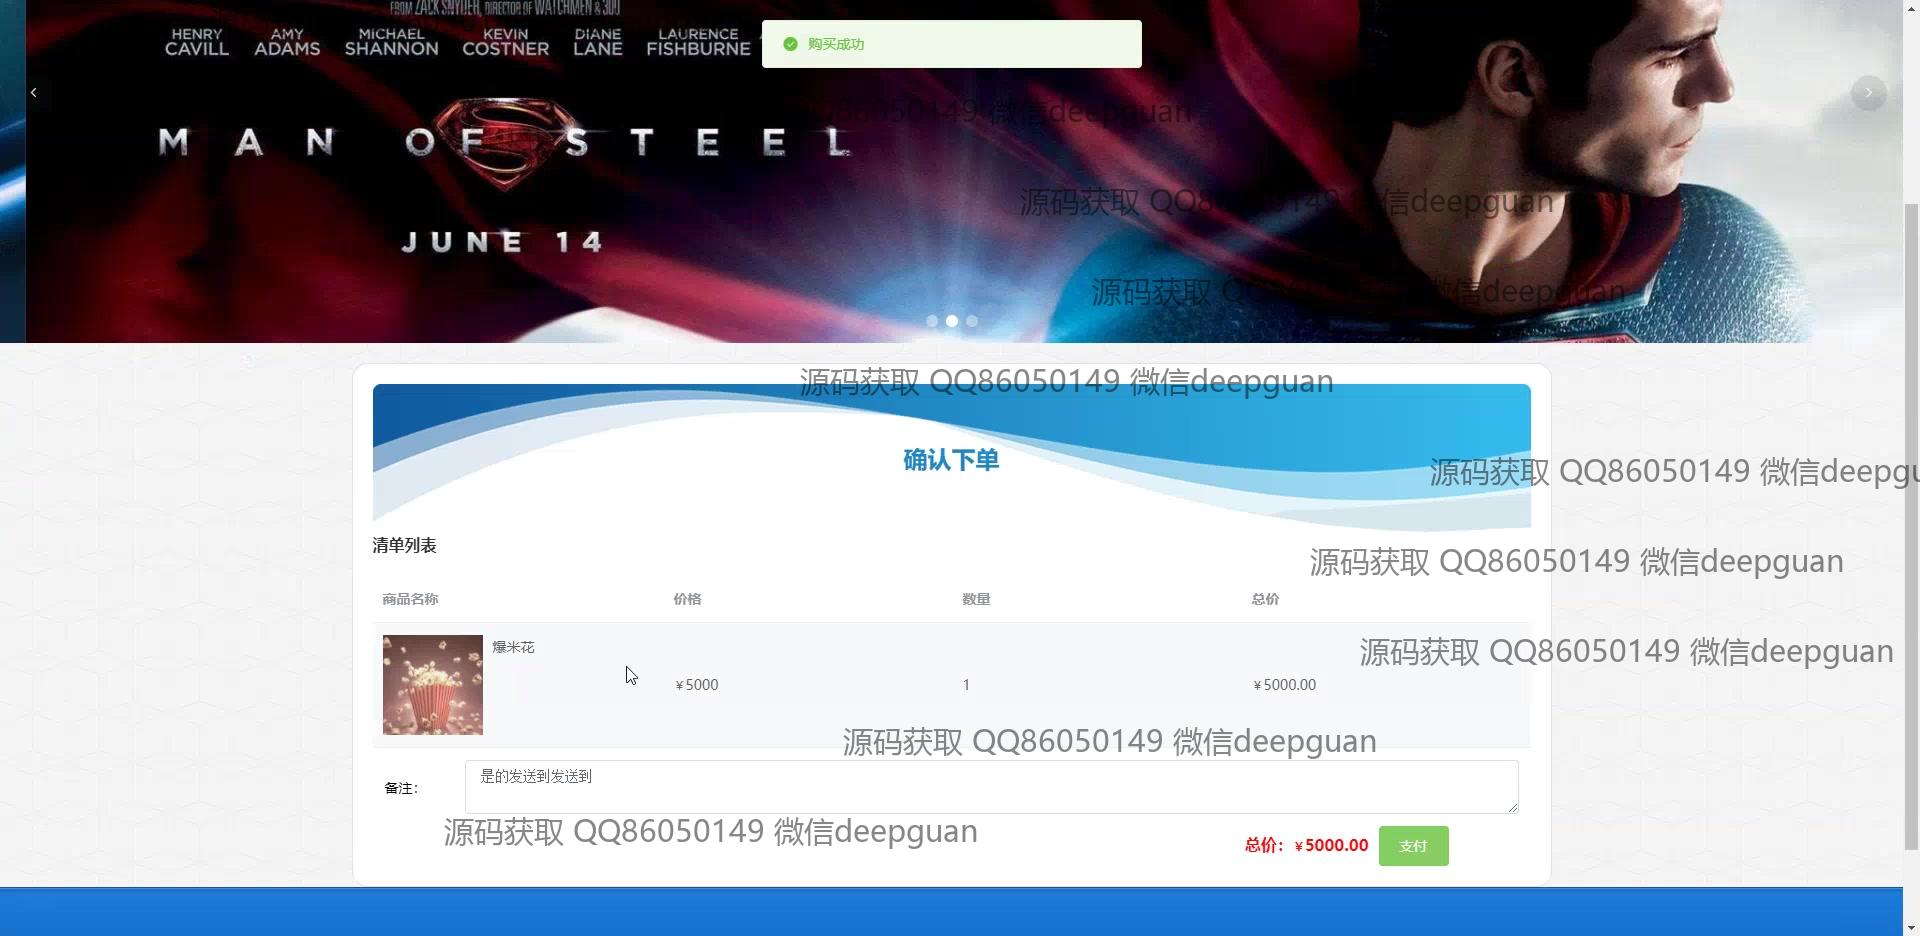 FROM ZACK SNYDER, DIRECTOR OF WATCHMEN & 300
HENRY CAVILL
AMY ADAMS
MICHAEL SHANNON
KEVIN COSTNER
DIANE LANE
LAURENCE FISHBURNE
购买成功
QQ86050149 微信deepguan
MAN OF STEEL
源码获取 QQ86050149 微信deepguan
JUNE 14
源码获取 QQ86050149 微信deepguan
源码获取 QQ86050149 微信deepguan
确认下单
源码获取 QQ86050149 微信deepgu
清单列表
源码获取 QQ86050149 微信deepguan
商品名称 价格 数量 总价
爆米花
源码获取 QQ86050149 微信deepguan
¥5000 1 ¥5000.00
源码获取 QQ86050149 微信deepguan
备注: 是的发送到发送到
源码获取 QQ86050149 微信deepguan
总价: ¥5000.00 支付